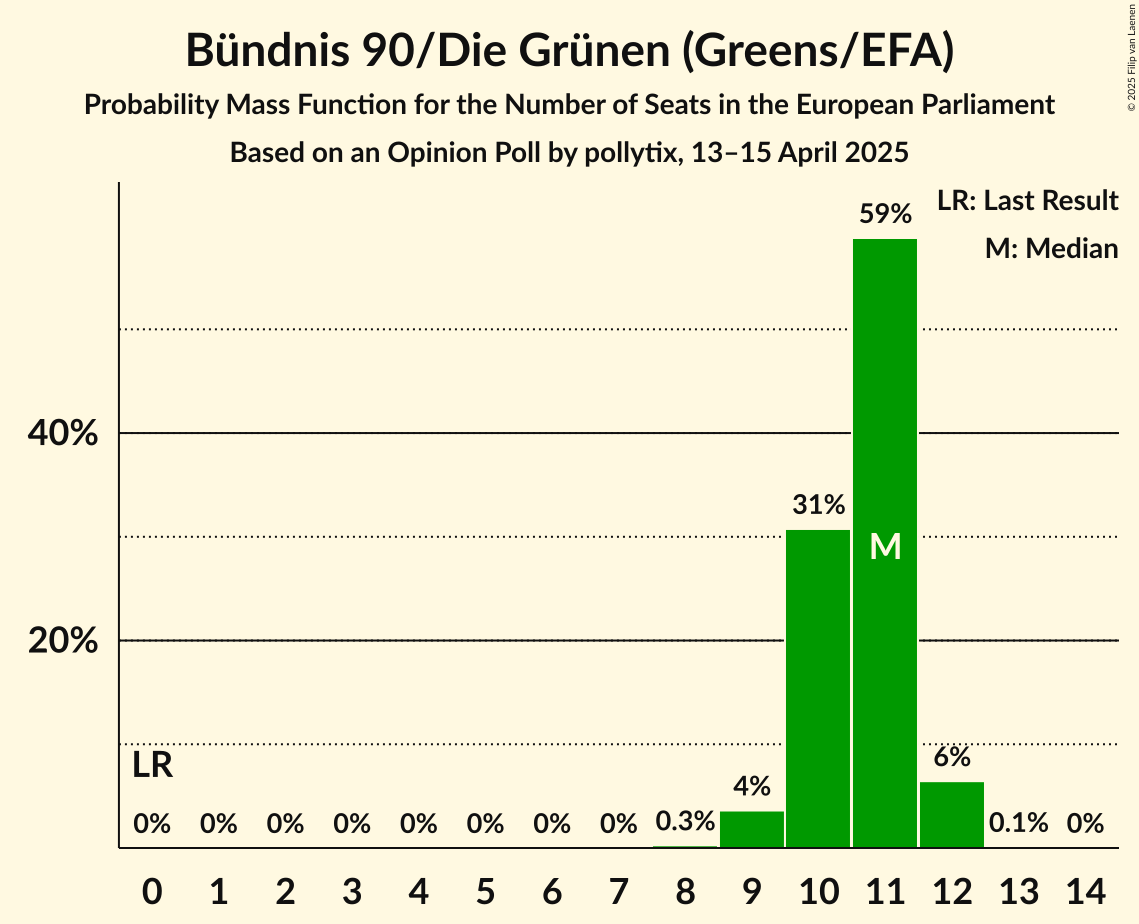 Bündnis 90/Die Grünen (Greens/EFA)
Probability Mass Function for the Number of Seats in the European Parliament
Based on an Opinion Poll by pollytix, 13–15 April 2025
© 2025 Filip van Laenen
LR: Last Result
M: Median
59%
40%
31%
M
20%
LR
6%
4%
0% 0% 0% 0% 0% 0% 0% 0% 0.3% 0.1% 0%
0 1 2 3 4 5 6 7 8 9 10 11 12 13 14